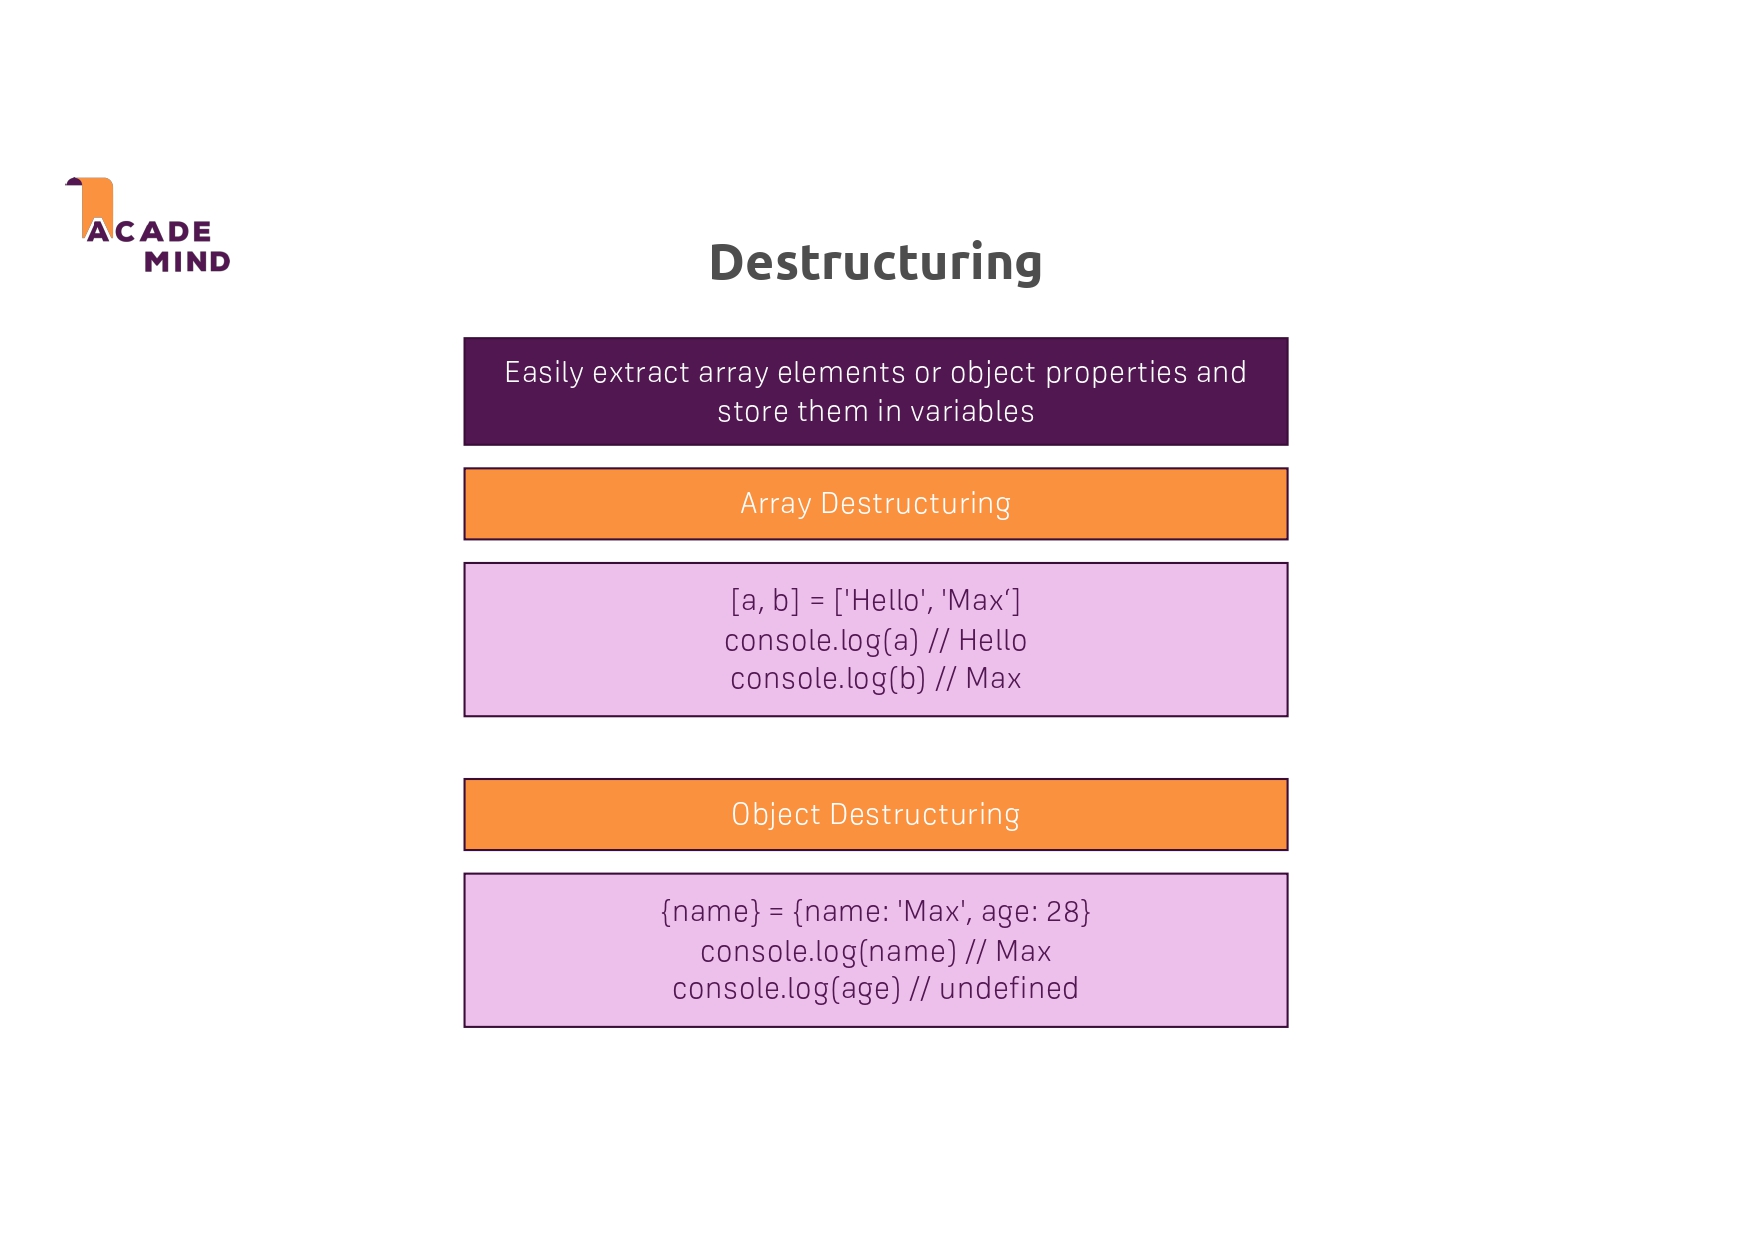 ACADE
MIND
Destructuring
Easily extract array elements or object properties and
store them in variables
Array Destructuring
[a, b] = ['Hello', 'Max‘]
console.log(a) // Hello
console.log(b) // Max
Object Destructuring
{name} = {name: 'Max', age: 28}
console.log(name) // Max
console.log(age) // undefined